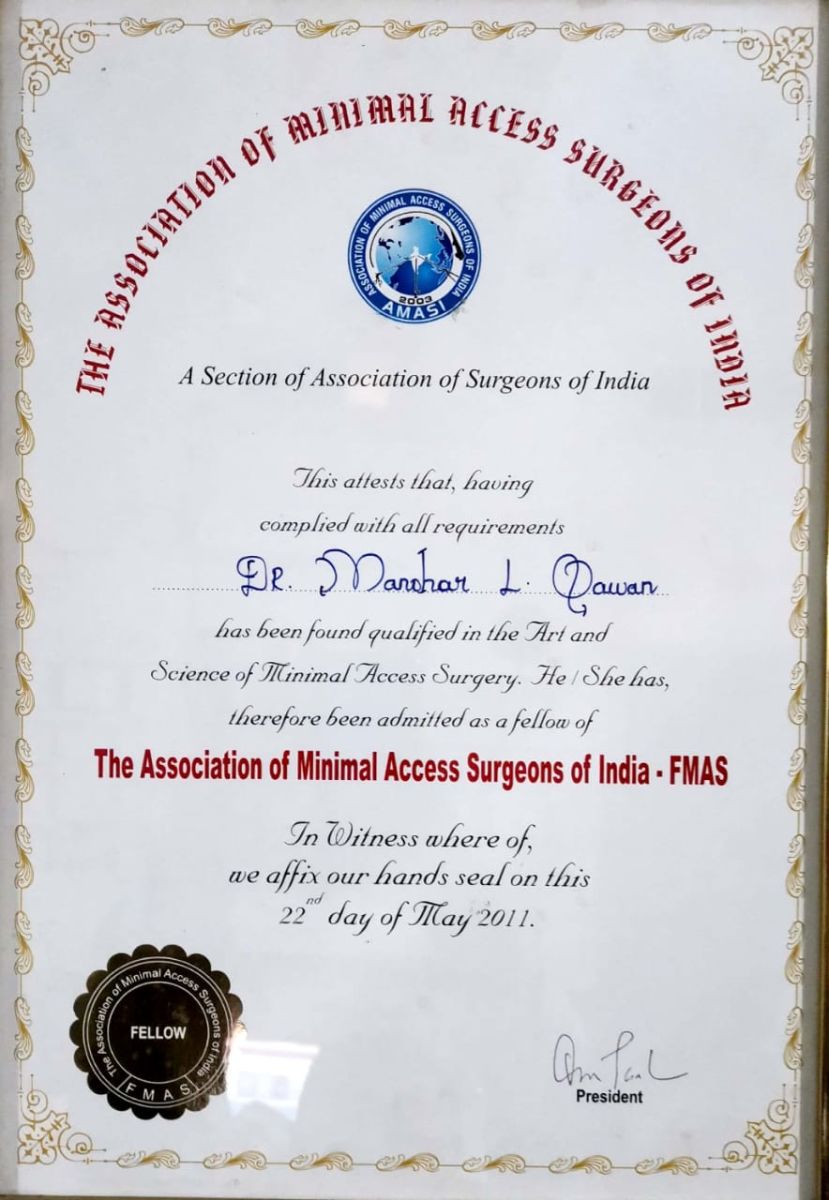 THE ASSOCIATION OF MINIMAL ACCESS SURGEONS OF INDIA
ASSOCIATION OF MINIMAL ACCESS SURGEONS OF INDIA
2003
AMASI
A Section of Association of Surgeons of India
This attests that, having
complied with all requirements
DR. Manohar L. Dawan
has been found qualified in the Art and
Science of Minimal Access Surgery. He / She has,
therefore been admitted as a fellow of
The Association of Minimal Access Surgeons of India - FMAS
In Witness where of,
we affix our hands seal on this
22nd day of May 2011.
The Association of Minimal Access Surgeons of India
FELLOW
FMAS
President